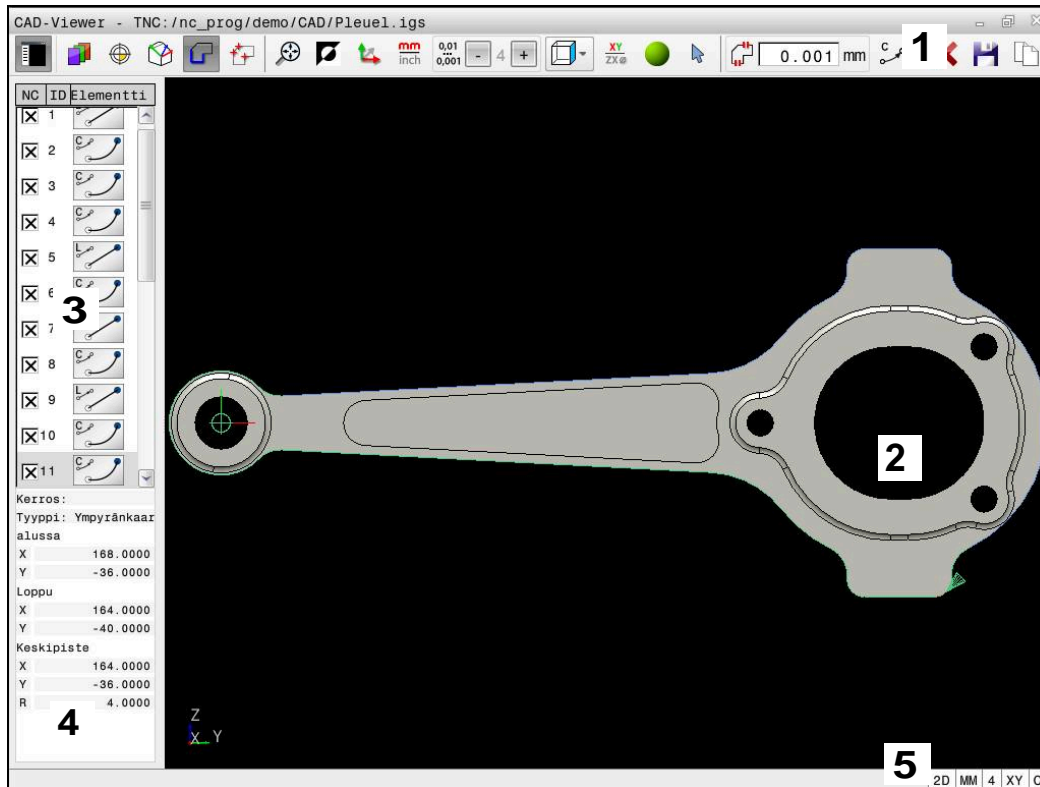 CAD-Viewer - TNC:/nc_prog/demo/CAD/Pleuel.igs
mm
inch
0,01
...
0,001
- 4 +
XY
ZX
0.001 mm
C
1
NC ID Elementti
1
C
2
C
3
C
4
C
5
L
6
C
3
7
8
C
9
L
10
C
11
C
Kerros:
Tyyppi: Ympyränkaar
alussa
X 168.0000
Y -36.0000
Loppu
X 164.0000
Y -40.0000
Keskipiste
X 164.0000
Y -36.0000
R 4.0000
4
2
Z
X Y
5
2D MM 4 XY